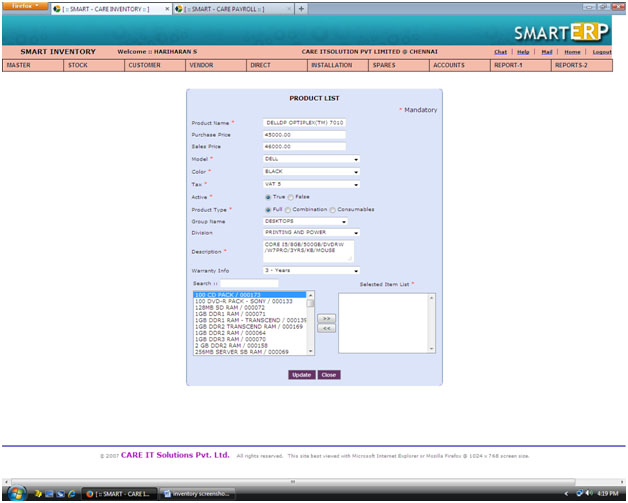 Firefox
[ :: SMART - CARE INVENTORY :: ] × [ :: SMART - CARE PAYROLL :: ] × +
SMARTERP
SMART INVENTORY Welcome :: HARIHARAN S CARE ITSOLUTION PVT LIMITED @ CHENNAI Chat | Help | Mail | Home | Logout
MASTER STOCK CUSTOMER VENDOR DIRECT INSTALLATION SPARES ACCOUNTS REPORT-1 REPORTS-2
PRODUCT LIST
* Mandatory
Product Name * DELLDP OPTIPLEX(TM) 7010
Purchase Price 45000.00
Sales Price 46000.00
Model * DELL
Color * BLACK
Tax * VAT 5
Active * True False
Product Type * Full Combination Consumables
Group Name DESKTOPS
Division PRINTING AND POWER
Description * CORE I5/8GB/500GB/DVDRW
/W7PRO/3YRS/KB/MOUSE
Warranty Info 3 - Years
Search :: Selected Item List *
100 CD PACK / 000173
100 DVD-R PACK - SONY / 000133
128MB SD RAM / 000072
1GB DDR1 RAM / 000071
1GB DDR1 RAM - TRANSCEND / 000139
1GB DDR2 TRANSCEND RAM / 000169
1GB DDR2 RAM / 000064
1GB DDR3 RAM / 000070
2 GB DDR2 RAM / 000158
256MB SERVER SB RAM / 000069
>>
<<
Update Close
© 2007 CARE IT Solutions Pvt. Ltd. All rights reserved. This site best viewed with Microsoft Internet Explorer or Mozilla Firefox @ 1024 x 768 screen size.
[ :: SMART - CARE I... inventory screensho... 4:19 PM